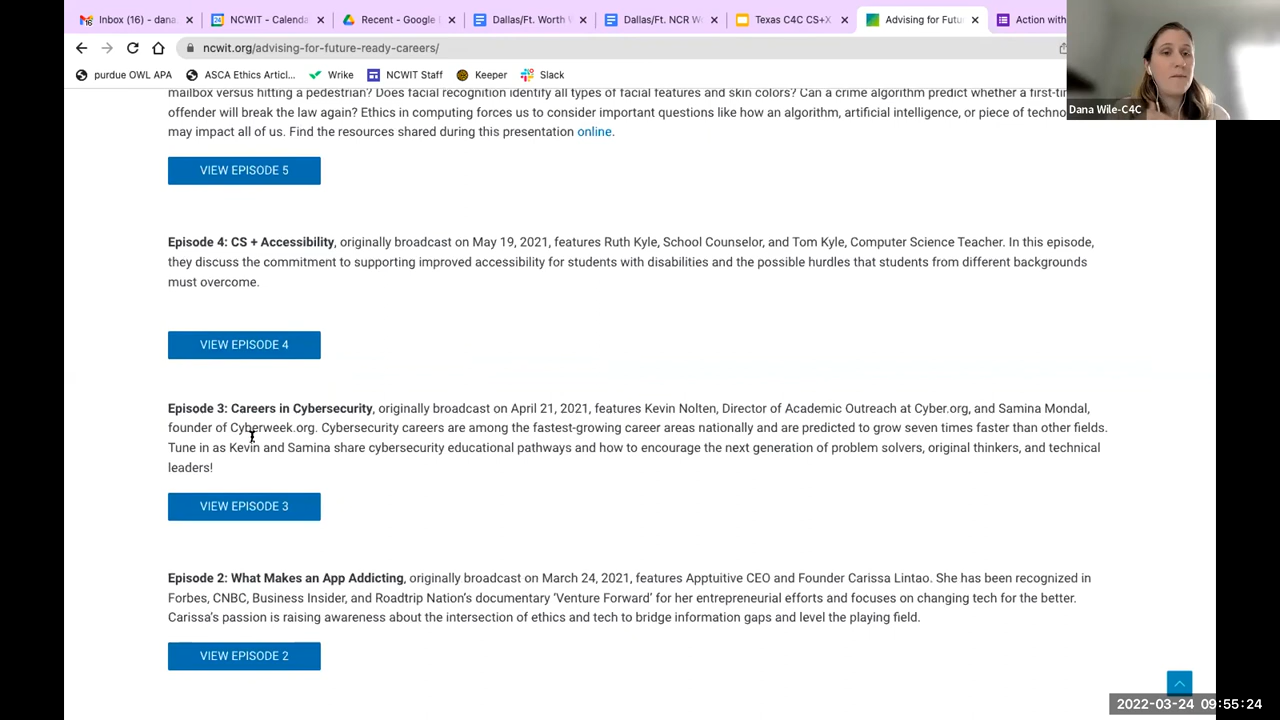 Inbox (16) - dana.
NCWIT - Calenda
Recent - Google
Dallas/Ft. Worth
Dallas/Ft. NCR W
Texas C4C CS+X
Advising for Futu
Action with
ncwit.org/advising-for-future-ready-careers/
purdue OWL APA
ASCA Ethics Articl...
Wrike
NCWIT Staff
Keeper
Slack
Dana Wile-C4C
mailbox versus hitting a pedestrian? Does facial recognition identify all types of facial features and skin colors? Can a crime algorithm predict whether a first-ti
offender will break the law again? Ethics in computing forces us to consider important questions like how an algorithm, artificial intelligence, or piece of techno
may impact all of us. Find the resources shared during this presentation online.
VIEW EPISODE 5
Episode 4: CS + Accessibility, originally broadcast on May 19, 2021, features Ruth Kyle, School Counselor, and Tom Kyle, Computer Science Teacher. In this episode,
they discuss the commitment to supporting improved accessibility for students with disabilities and the possible hurdles that students from different backgrounds
must overcome.
VIEW EPISODE 4
Episode 3: Careers in Cybersecurity, originally broadcast on April 21, 2021, features Kevin Nolten, Director of Academic Outreach at Cyber.org, and Samina Mondal,
founder of Cyberweek.org. Cybersecurity careers are among the fastest-growing career areas nationally and are predicted to grow seven times faster than other fields.
Tune in as Kevin and Samina share cybersecurity educational pathways and how to encourage the next generation of problem solvers, original thinkers, and technical
leaders!
VIEW EPISODE 3
Episode 2: What Makes an App Addicting, originally broadcast on March 24, 2021, features Apptuitive CEO and Founder Carissa Lintao. She has been recognized in
Forbes, CNBC, Business Insider, and Roadtrip Nation's documentary 'Venture Forward' for her entrepreneurial efforts and focuses on changing tech for the better.
Carissa's passion is raising awareness about the intersection of ethics and tech to bridge information gaps and level the playing field.
VIEW EPISODE 2
2022-03-24 09:55:24